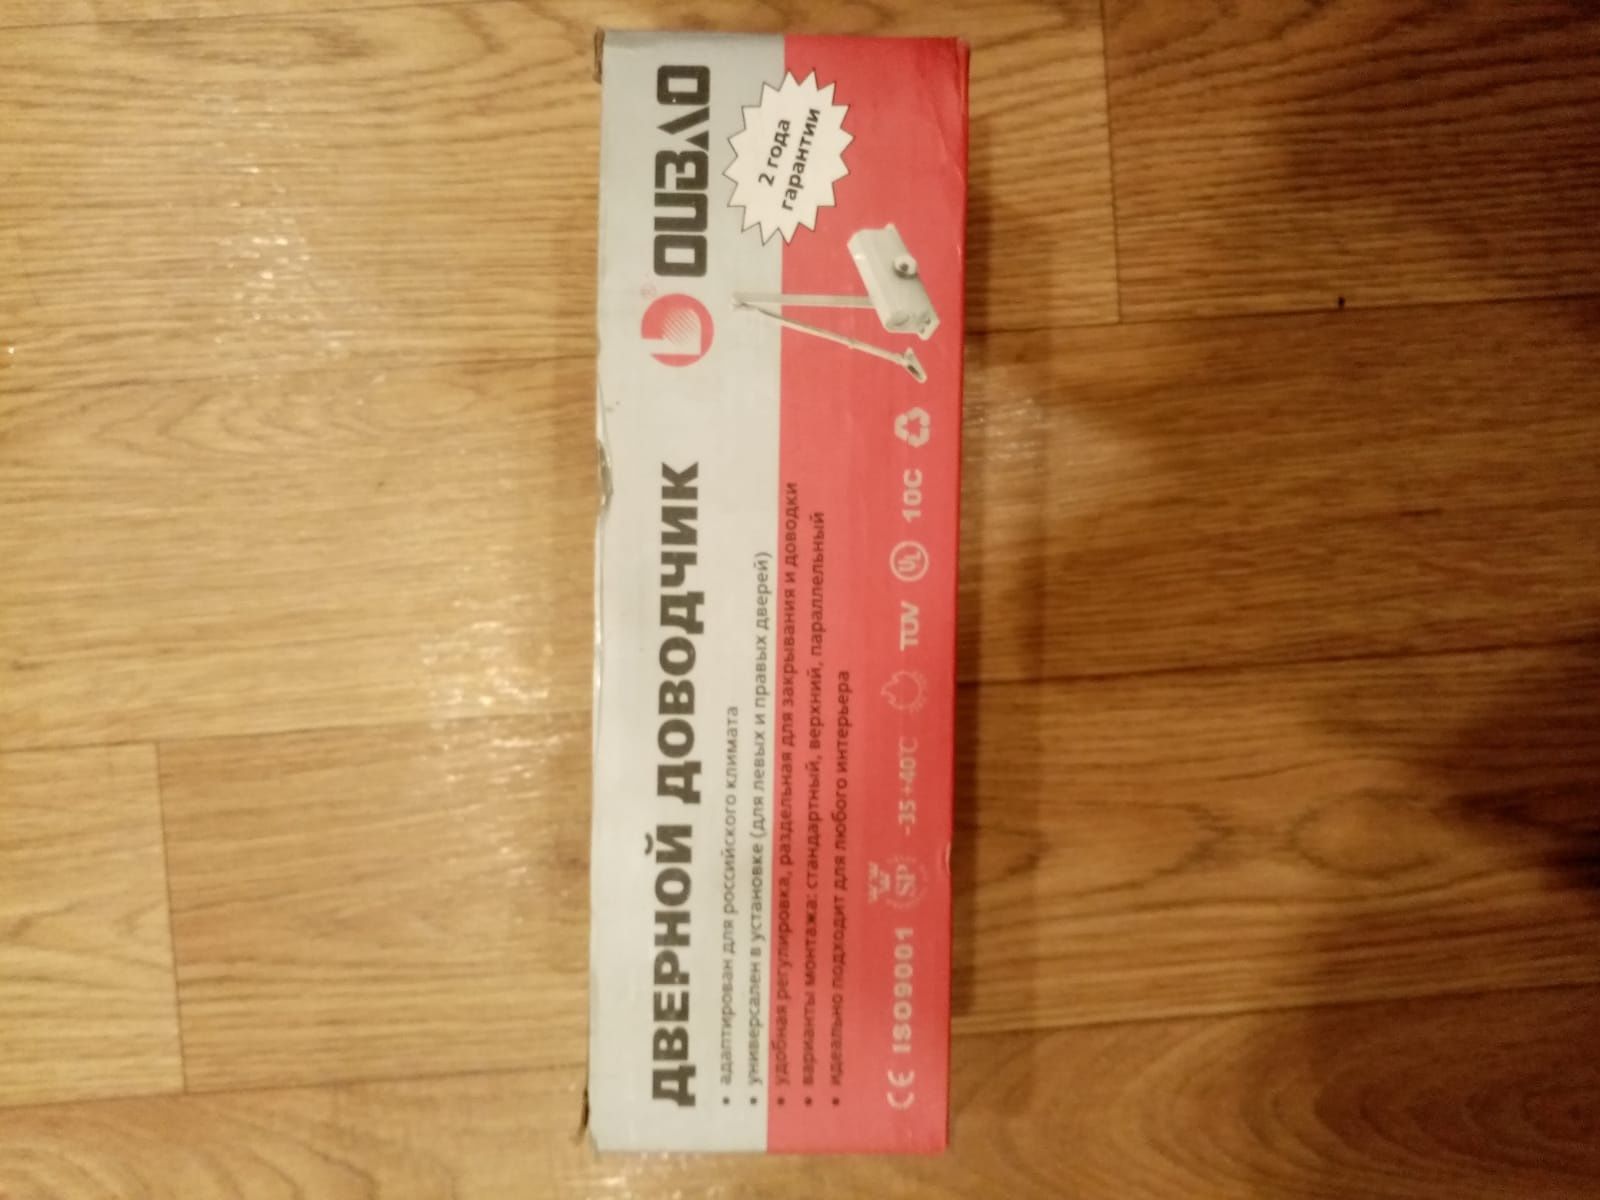 ДВЕРНОЙ ДОВОДЧИК
OUBAO
®
• адаптирован для российского климата
• универсален в установке (для левых и правых дверей)
• удобная регулировка, раздельная для закрывания и доводки
• варианты монтажа: стандартный, верхний, параллельный
• идеально подходит для любого интерьера
2 года
гарантии
CE ISO9001 SP -35+40°C TUV UL 10C